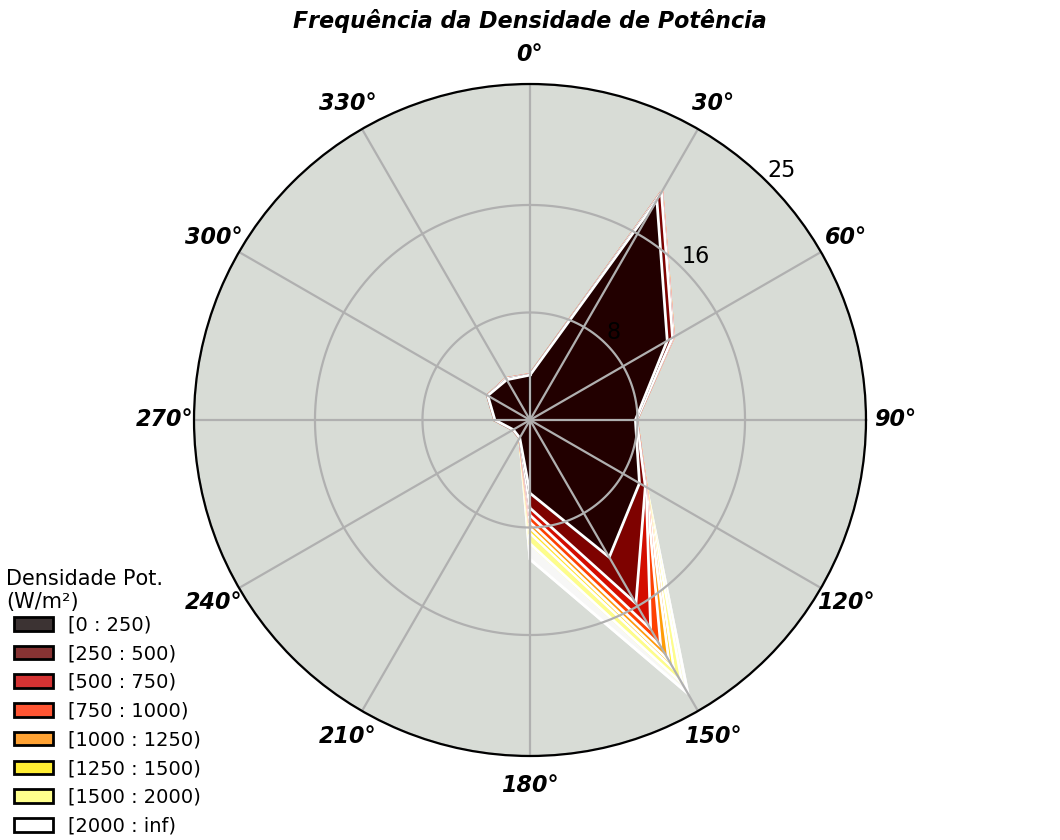 Frequência da Densidade de Potência
0°
330°
30°
25
300°
60°
16
8
270°
90°
240°
120°
210°
150°
180°
Densidade Pot.
(W/m²)
[0 : 250)
[250 : 500)
[500 : 750)
[750 : 1000)
[1000 : 1250)
[1250 : 1500)
[1500 : 2000)
[2000 : inf)